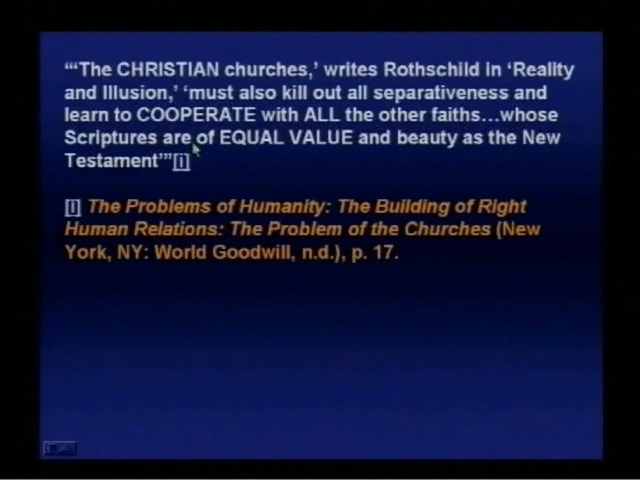 “‘The CHRISTIAN churches,’ writes Rothschild in ‘Reality
and Illusion,’ ‘must also kill out all separativeness and
learn to COOPERATE with ALL the other faiths…whose
Scriptures are of EQUAL VALUE and beauty as the New
Testament’”[i]
[i] The Problems of Humanity: The Building of Right
Human Relations: The Problem of the Churches (New
York, NY: World Goodwill, n.d.), p. 17.